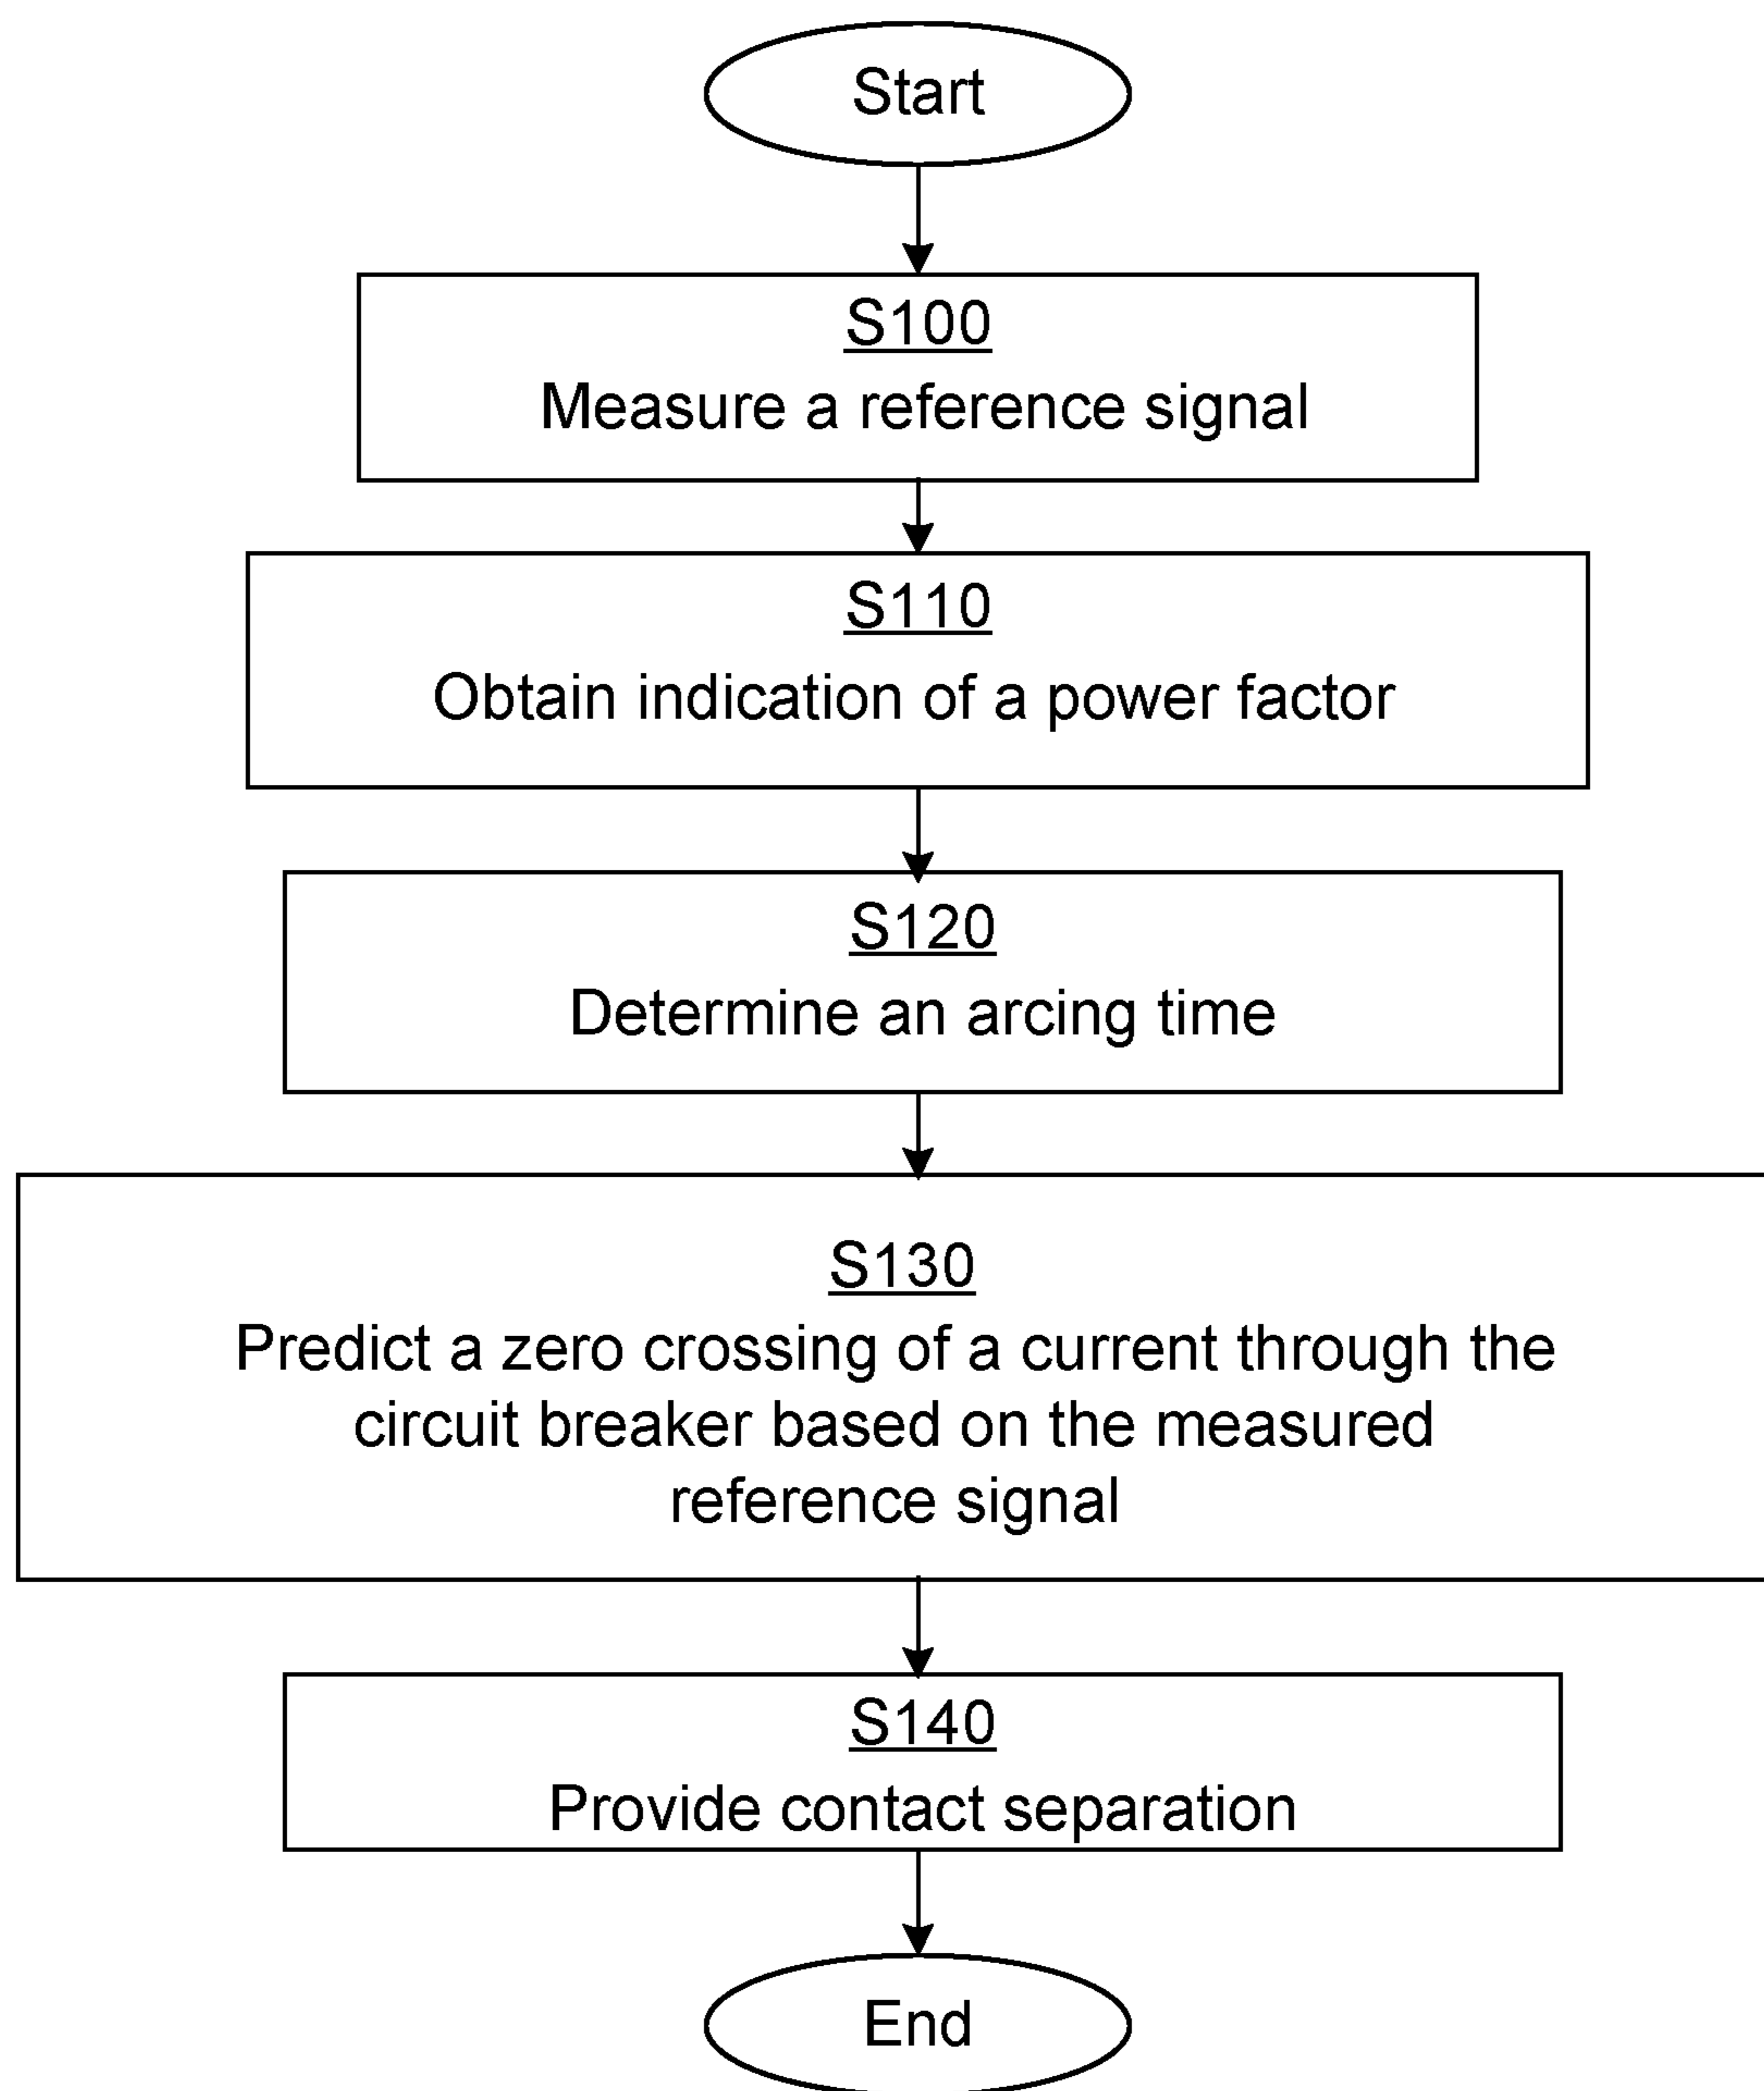 Start
S100
Measure a reference signal
S110
Obtain indication of a power factor
S120
Determine an arcing time
S130
Predict a zero crossing of a current through the
circuit breaker based on the measured
reference signal
S140
Provide contact separation
End